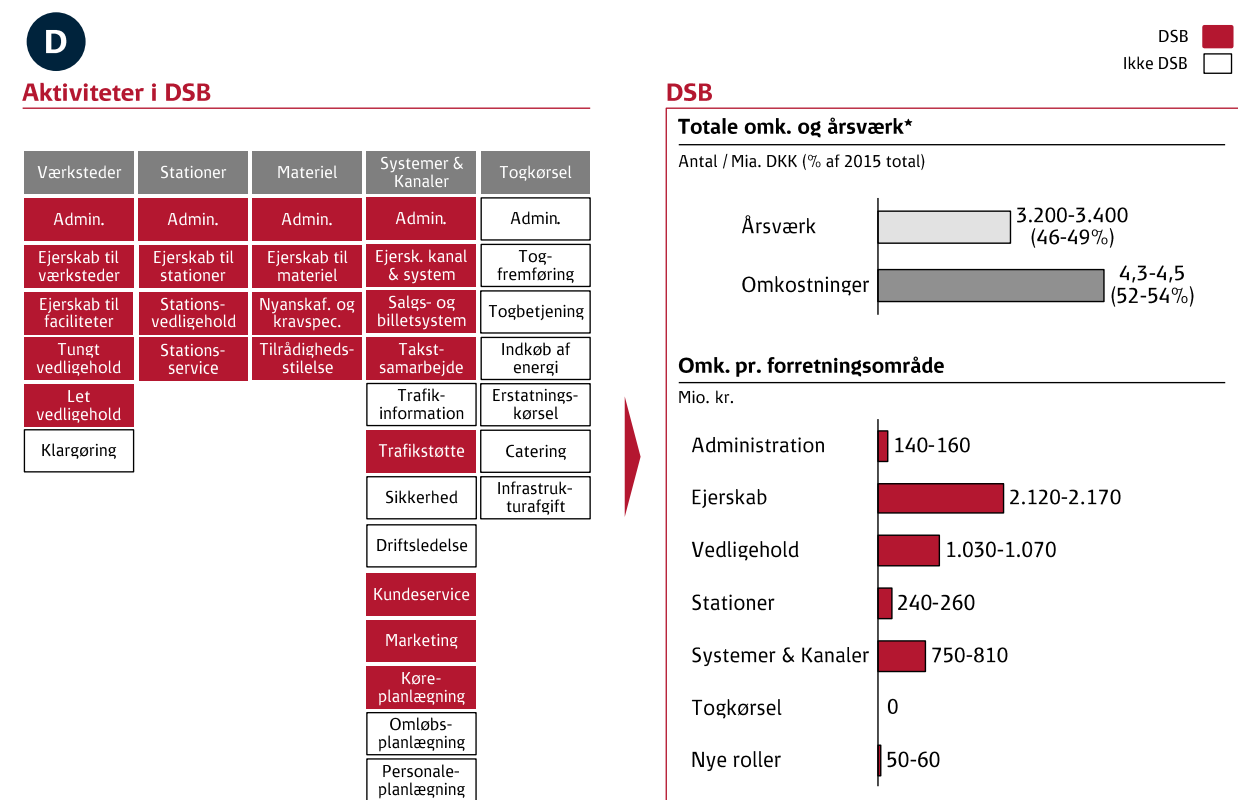 D
DSB
Ikke DSB
Aktiviteter i DSB
Værksteder
Admin.
Ejerskab til
værksteder
Ejerskab til
faciliteter
Tungt
vedligehold
Let
vedligehold
Klargøring
Stationer
Admin.
Ejerskab til
stationer
Stations-
vedligehold
Stations-
service
Materiel
Admin.
Ejerskab til
materiel
Nyanskaf. og
kravspec.
Tilrådigheds-
stilelse
Systemer &
Kanaler
Admin.
Ejersk. kanal
& system
Salgs- og
billetsystem
Takst-
samarbejde
Trafik-
information
Trafikstøtte
Sikkerhed
Driftsledelse
Kundeservice
Marketing
Køre-
planlægning
Omløbs-
planlægning
Personale-
planlægning
Togkørsel
Admin.
Tog-
fremføring
Togbetjening
Indkøb af
energi
Erstatnings-
kørsel
Catering
Infrastruk-
turafgift
DSB
Totale omk. og årsværk*
Antal / Mia. DKK (% af 2015 total)
Årsværk
3.200-3.400
(46-49%)
Omkostninger
4,3-4,5
(52-54%)
Omk. pr. forretningsområde
Mio. kr.
Administration 140-160
Ejerskab 2.120-2.170
Vedligehold 1.030-1.070
Stationer 240-260
Systemer & Kanaler 750-810
Togkørsel 0
Nye roller 50-60